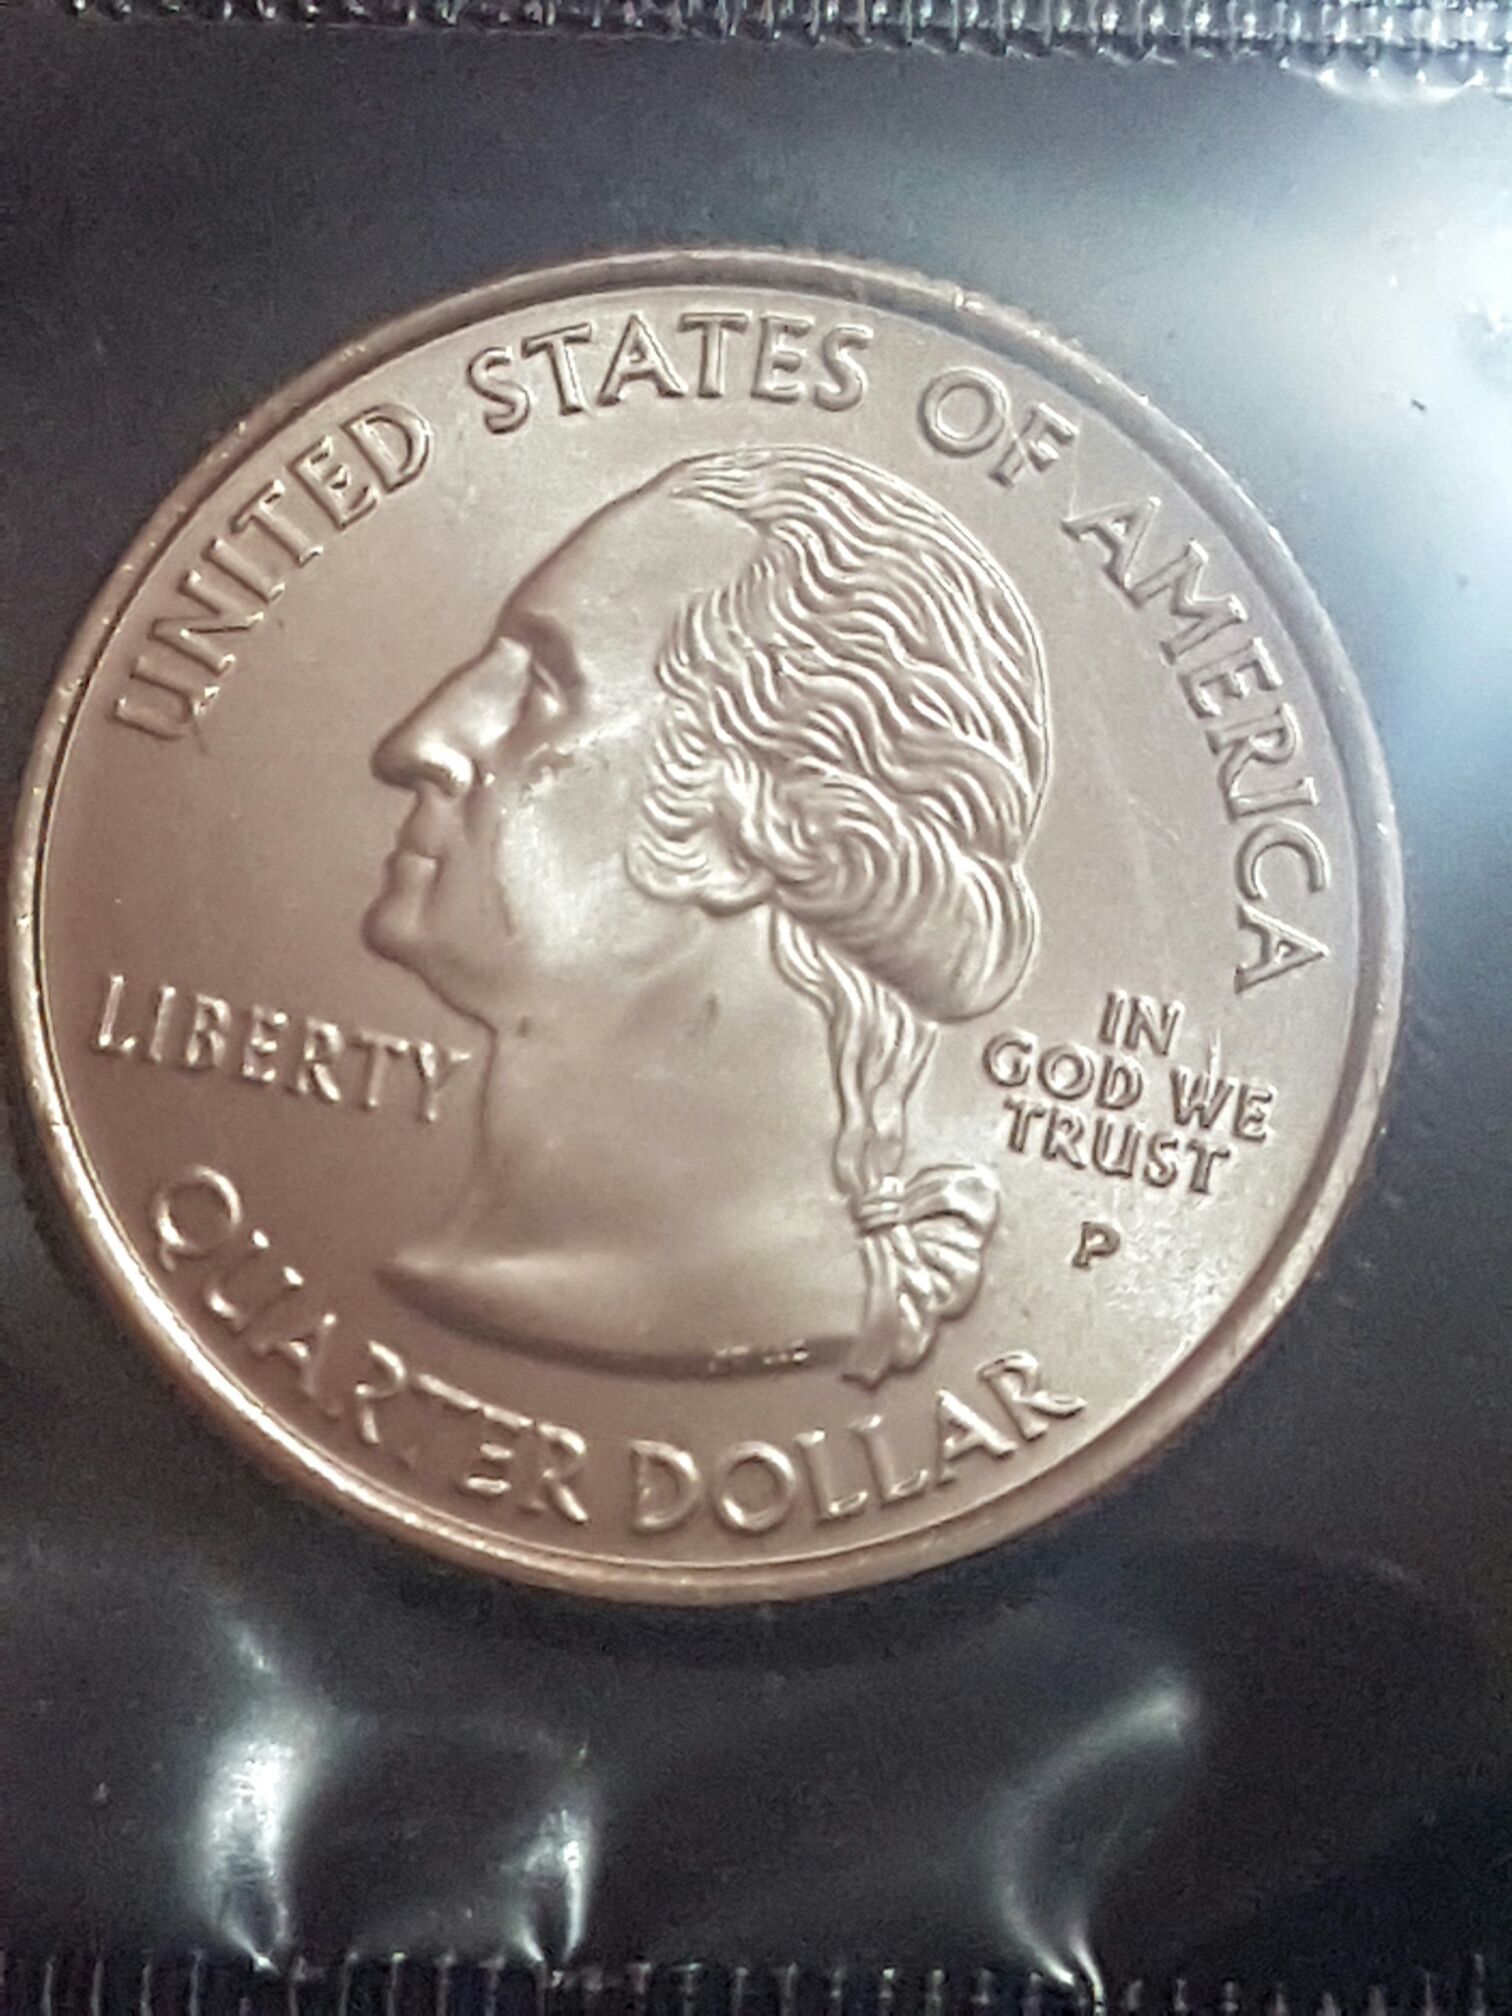 UNITED STATES OF AMERICA
LIBERTY
IN
GOD WE
TRUST
P
QUARTER DOLLAR